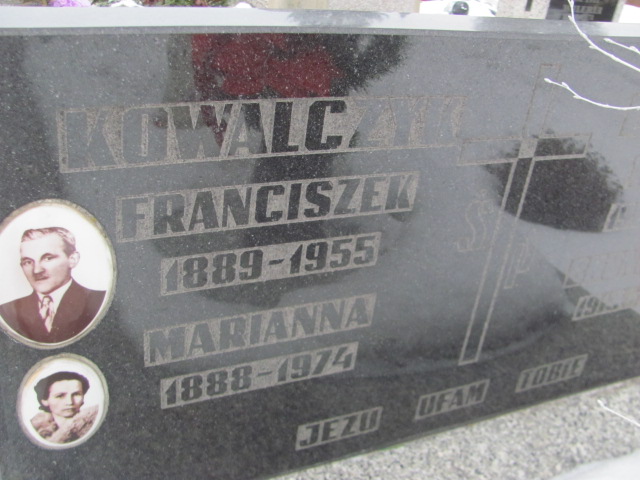 KOWALCZYK
FRANCISZEK
1889-1955
MARIANNA
1888-1974
Ś P
JEZU UFAM TOBIE